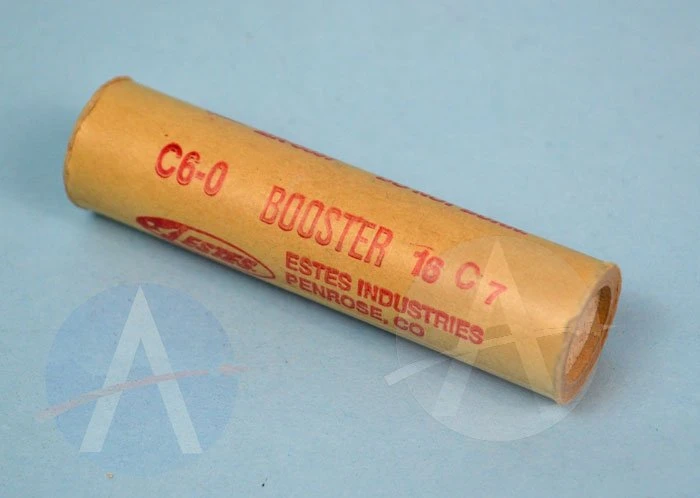 C6-0 BOOSTER 16 C 7
ESTES
ESTES INDUSTRIES
PENROSE, CO